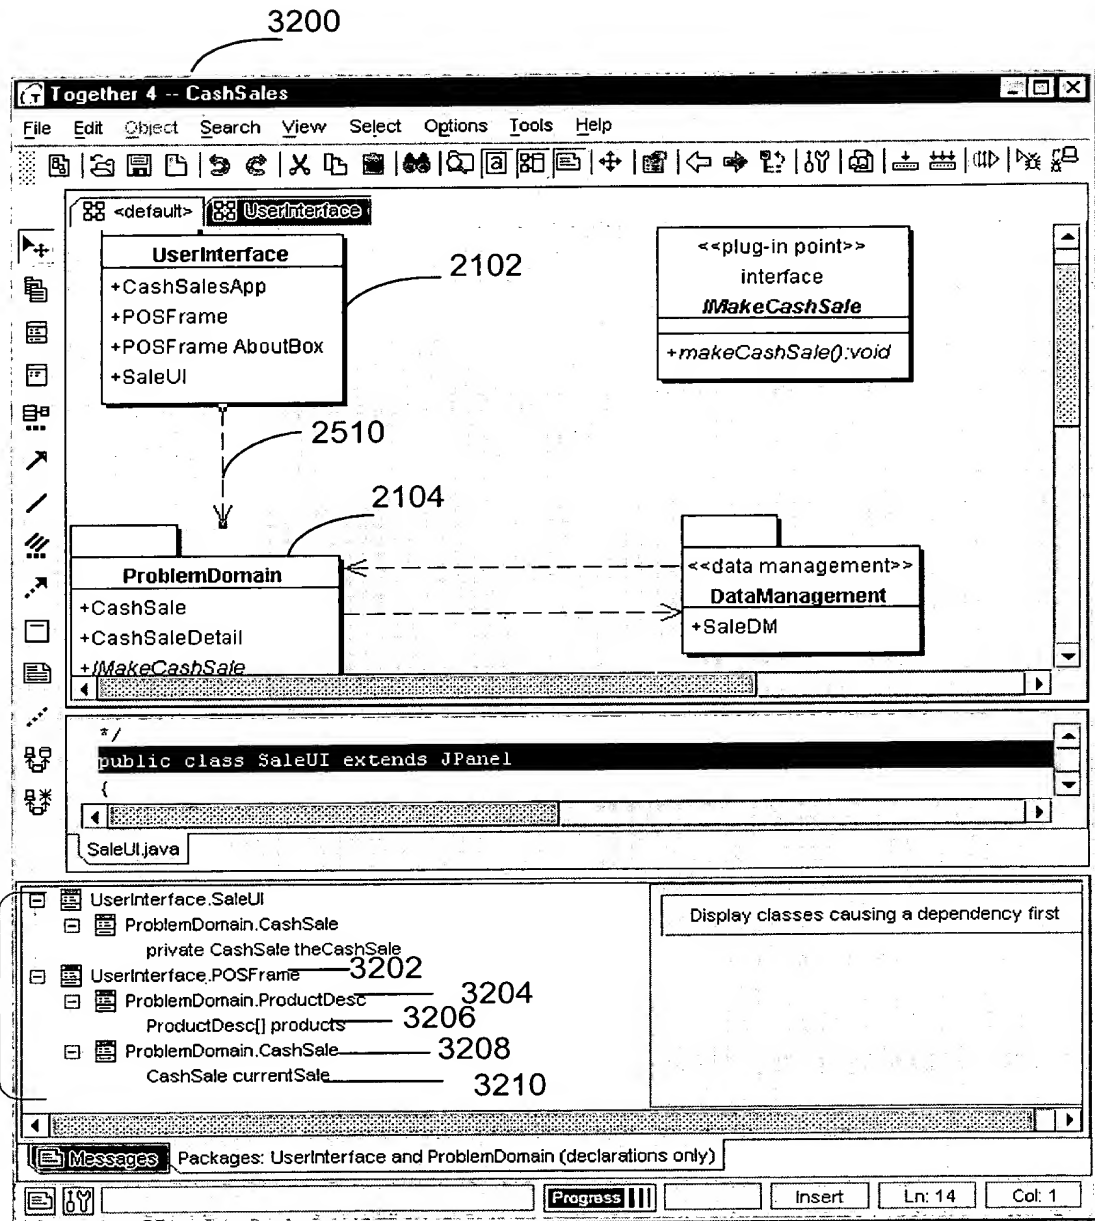 3200
Together 4 -- CashSales
File Edit Object Search View Select Options Tools Help
<default> UserInterface
UserInterface
+CashSalesApp
+POSFrame
+POSFrame AboutBox
+SaleUI
2102
<<plug-in point>>
interface
IMakeCashSale
+makeCashSale():void
2510
2104
ProblemDomain
+CashSale
+CashSaleDetail
+IMakeCashSale
<<data management>>
DataManagement
+SaleDM
*/
public class SaleUI extends JPanel
{
SaleUI.java
UserInterface.SaleUI
ProblemDomain.CashSale
private CashSale theCashSale
UserInterface.POSFrame 3202
ProblemDomain.ProductDesc 3204
ProductDesc[] products 3206
ProblemDomain.CashSale 3208
CashSale currentSale 3210
Display classes causing a dependency first
Messages Packages: UserInterface and ProblemDomain (declarations only)
Progress Insert Ln: 14 Col: 1